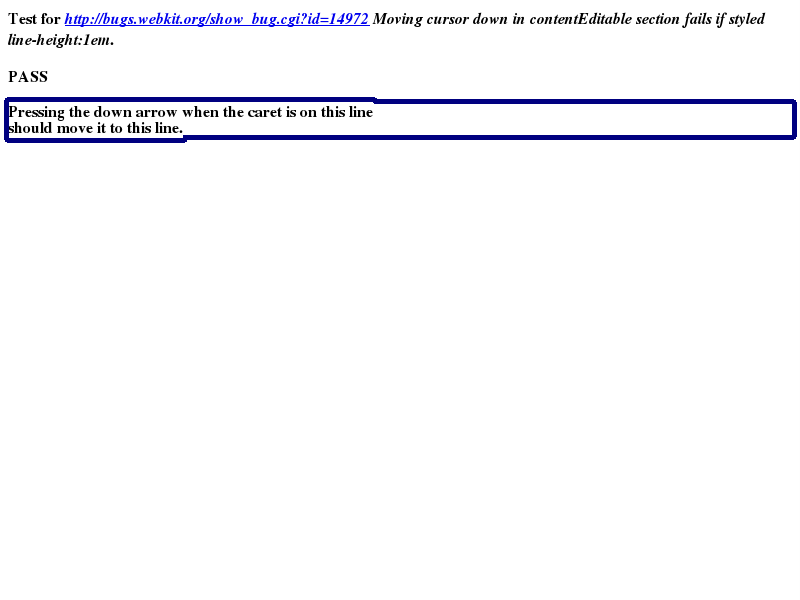 Test for http://bugs.webkit.org/show_bug.cgi?id=14972 Moving cursor down in contentEditable section fails if styled
line-height:1em.
PASS
Pressing the down arrow when the caret is on this line
should move it to this line.